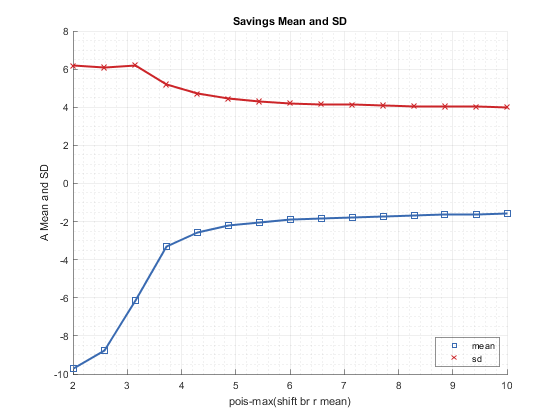 Savings Mean and SD
8
6
4
2
0
-2
-4
-6
-8
-10
A Mean and SD
2 3 4 5 6 7 8 9 10
pois-max(shift br r mean)
mean
sd